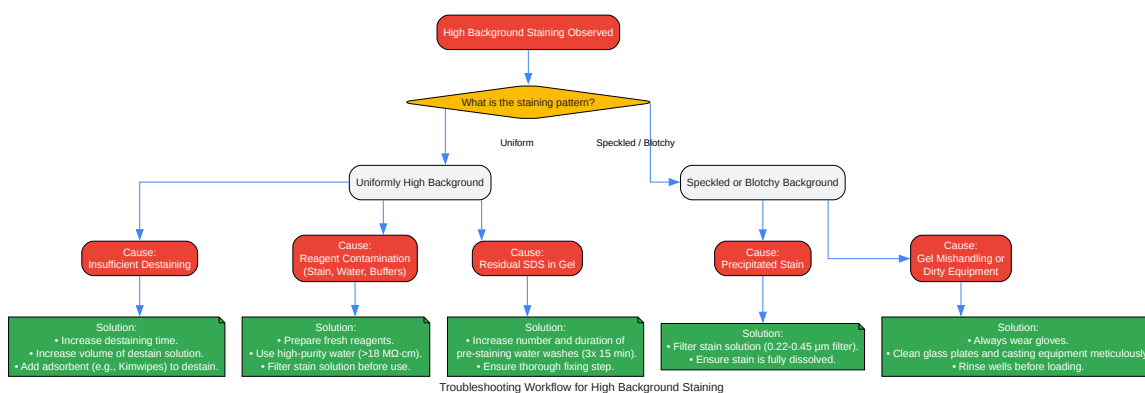 High Background Staining Observed
What is the staining pattern?
Uniform
Speckled / Blotchy
Uniformly High Background
Speckled or Blotchy Background
Cause:
Insufficient Destaining
Cause:
Reagent Contamination
(Stain, Water, Buffers)
Cause:
Residual SDS in Gel
Cause:
Precipitated Stain
Cause:
Gel Mishandling or
Dirty Equipment
Solution:
• Increase destaining time.
• Increase volume of destain solution.
• Add adsorbent (e.g., Kimwipes) to destain.
Solution:
• Prepare fresh reagents.
• Use high-purity water (>18 MΩ·cm).
• Filter stain solution before use.
Solution:
• Increase number and duration of
pre-staining water washes (3x 15 min).
• Ensure thorough fixing step.
Solution:
• Filter stain solution (0.22-0.45 µm filter).
• Ensure stain is fully dissolved.
Solution:
• Always wear gloves.
• Clean glass plates and casting equipment meticulously.
• Rinse wells before loading.
Troubleshooting Workflow for High Background Staining